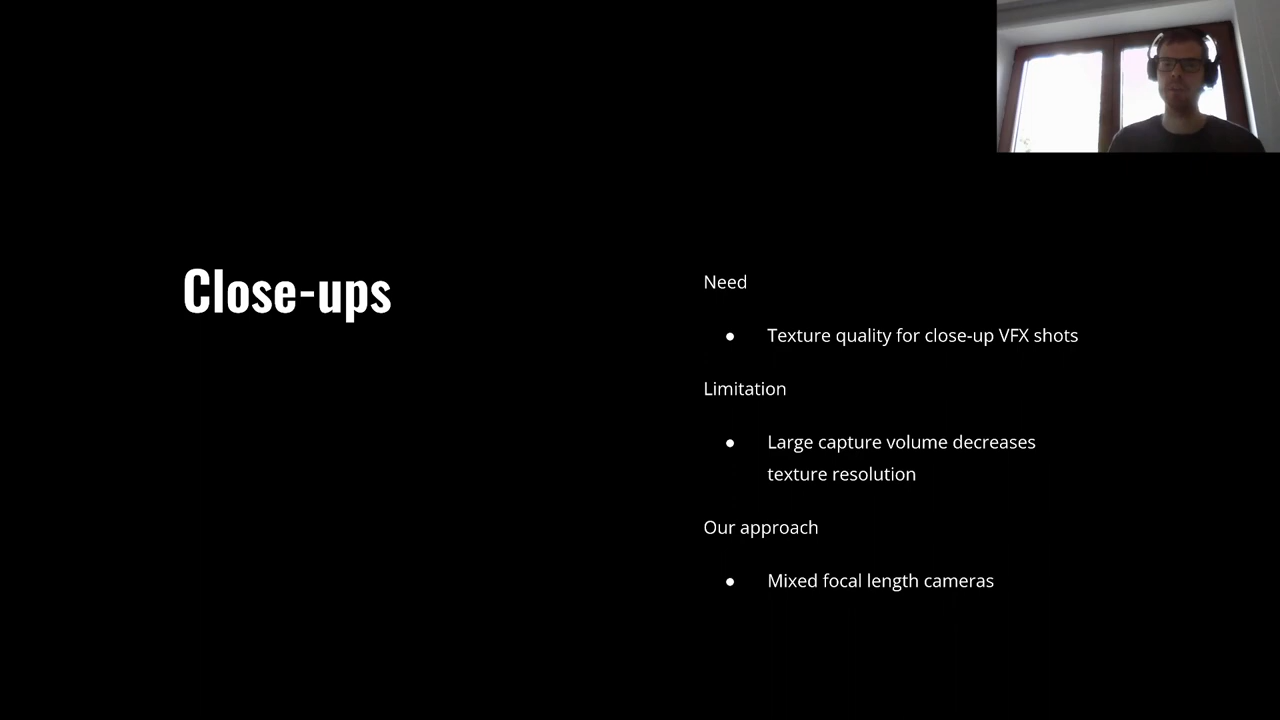 Close-ups
Need
● Texture quality for close-up VFX shots
Limitation
● Large capture volume decreases
texture resolution
Our approach
● Mixed focal length cameras